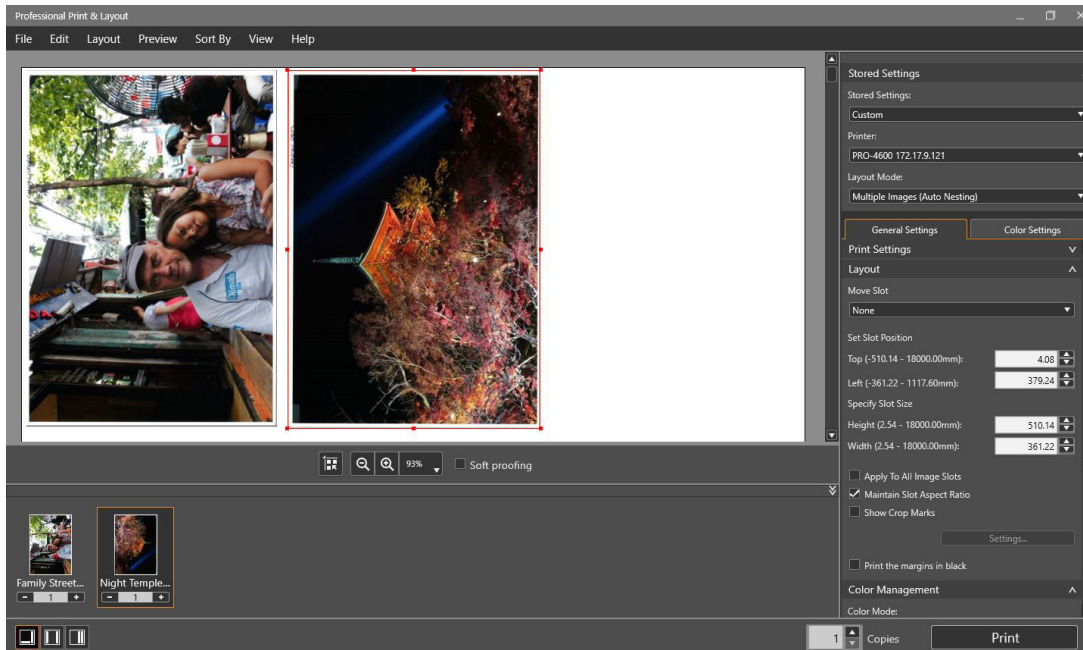 Professional Print & Layout
File Edit Layout Preview Sort By View Help
Stored Settings
Stored Settings:
Custom
Printer:
PRO-4600 172.17.9.121
Layout Mode:
Multiple Images (Auto Nesting)
General Settings Color Settings
Print Settings
Layout
Move Slot
None
Set Slot Position
Top (-510.14 - 18000.00mm): 4.08
Left (-361.22 - 1117.60mm): 379.24
Specify Slot Size
Height (2.54 - 18000.00mm): 510.14
Width (2.54 - 18000.00mm): 361.22
Apply To All Image Slots
Maintain Slot Aspect Ratio
Show Crop Marks
Settings...
Print the margins in black
Color Management
Color Mode:
93% Soft proofing
Family Street... Night Temple...
- 1 + - 1 +
1 Copies Print
Dilmah